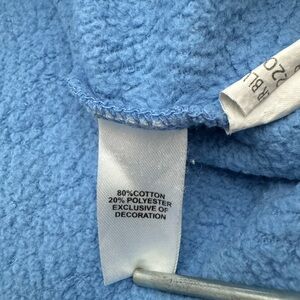 80%COTTON
20% POLYESTER
EXCLUSIVE OF
DECORATION